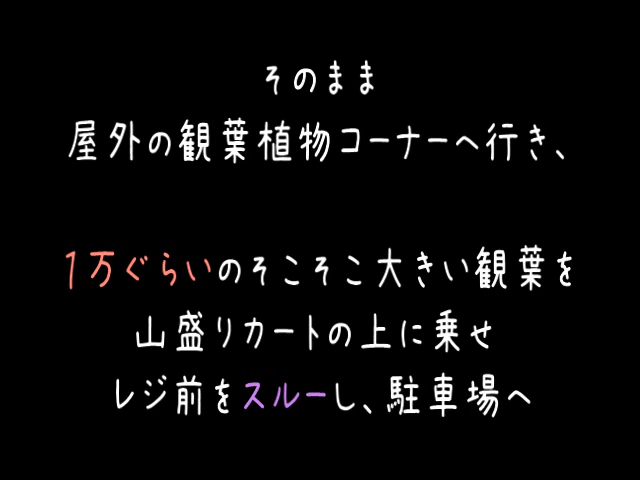 そのまま
屋外の観葉植物コーナーへ行き、
1万ぐらいのそこそこ大きい観葉を
山盛りカートの上に乗せ
レジ前をスルーし、駐車場へ